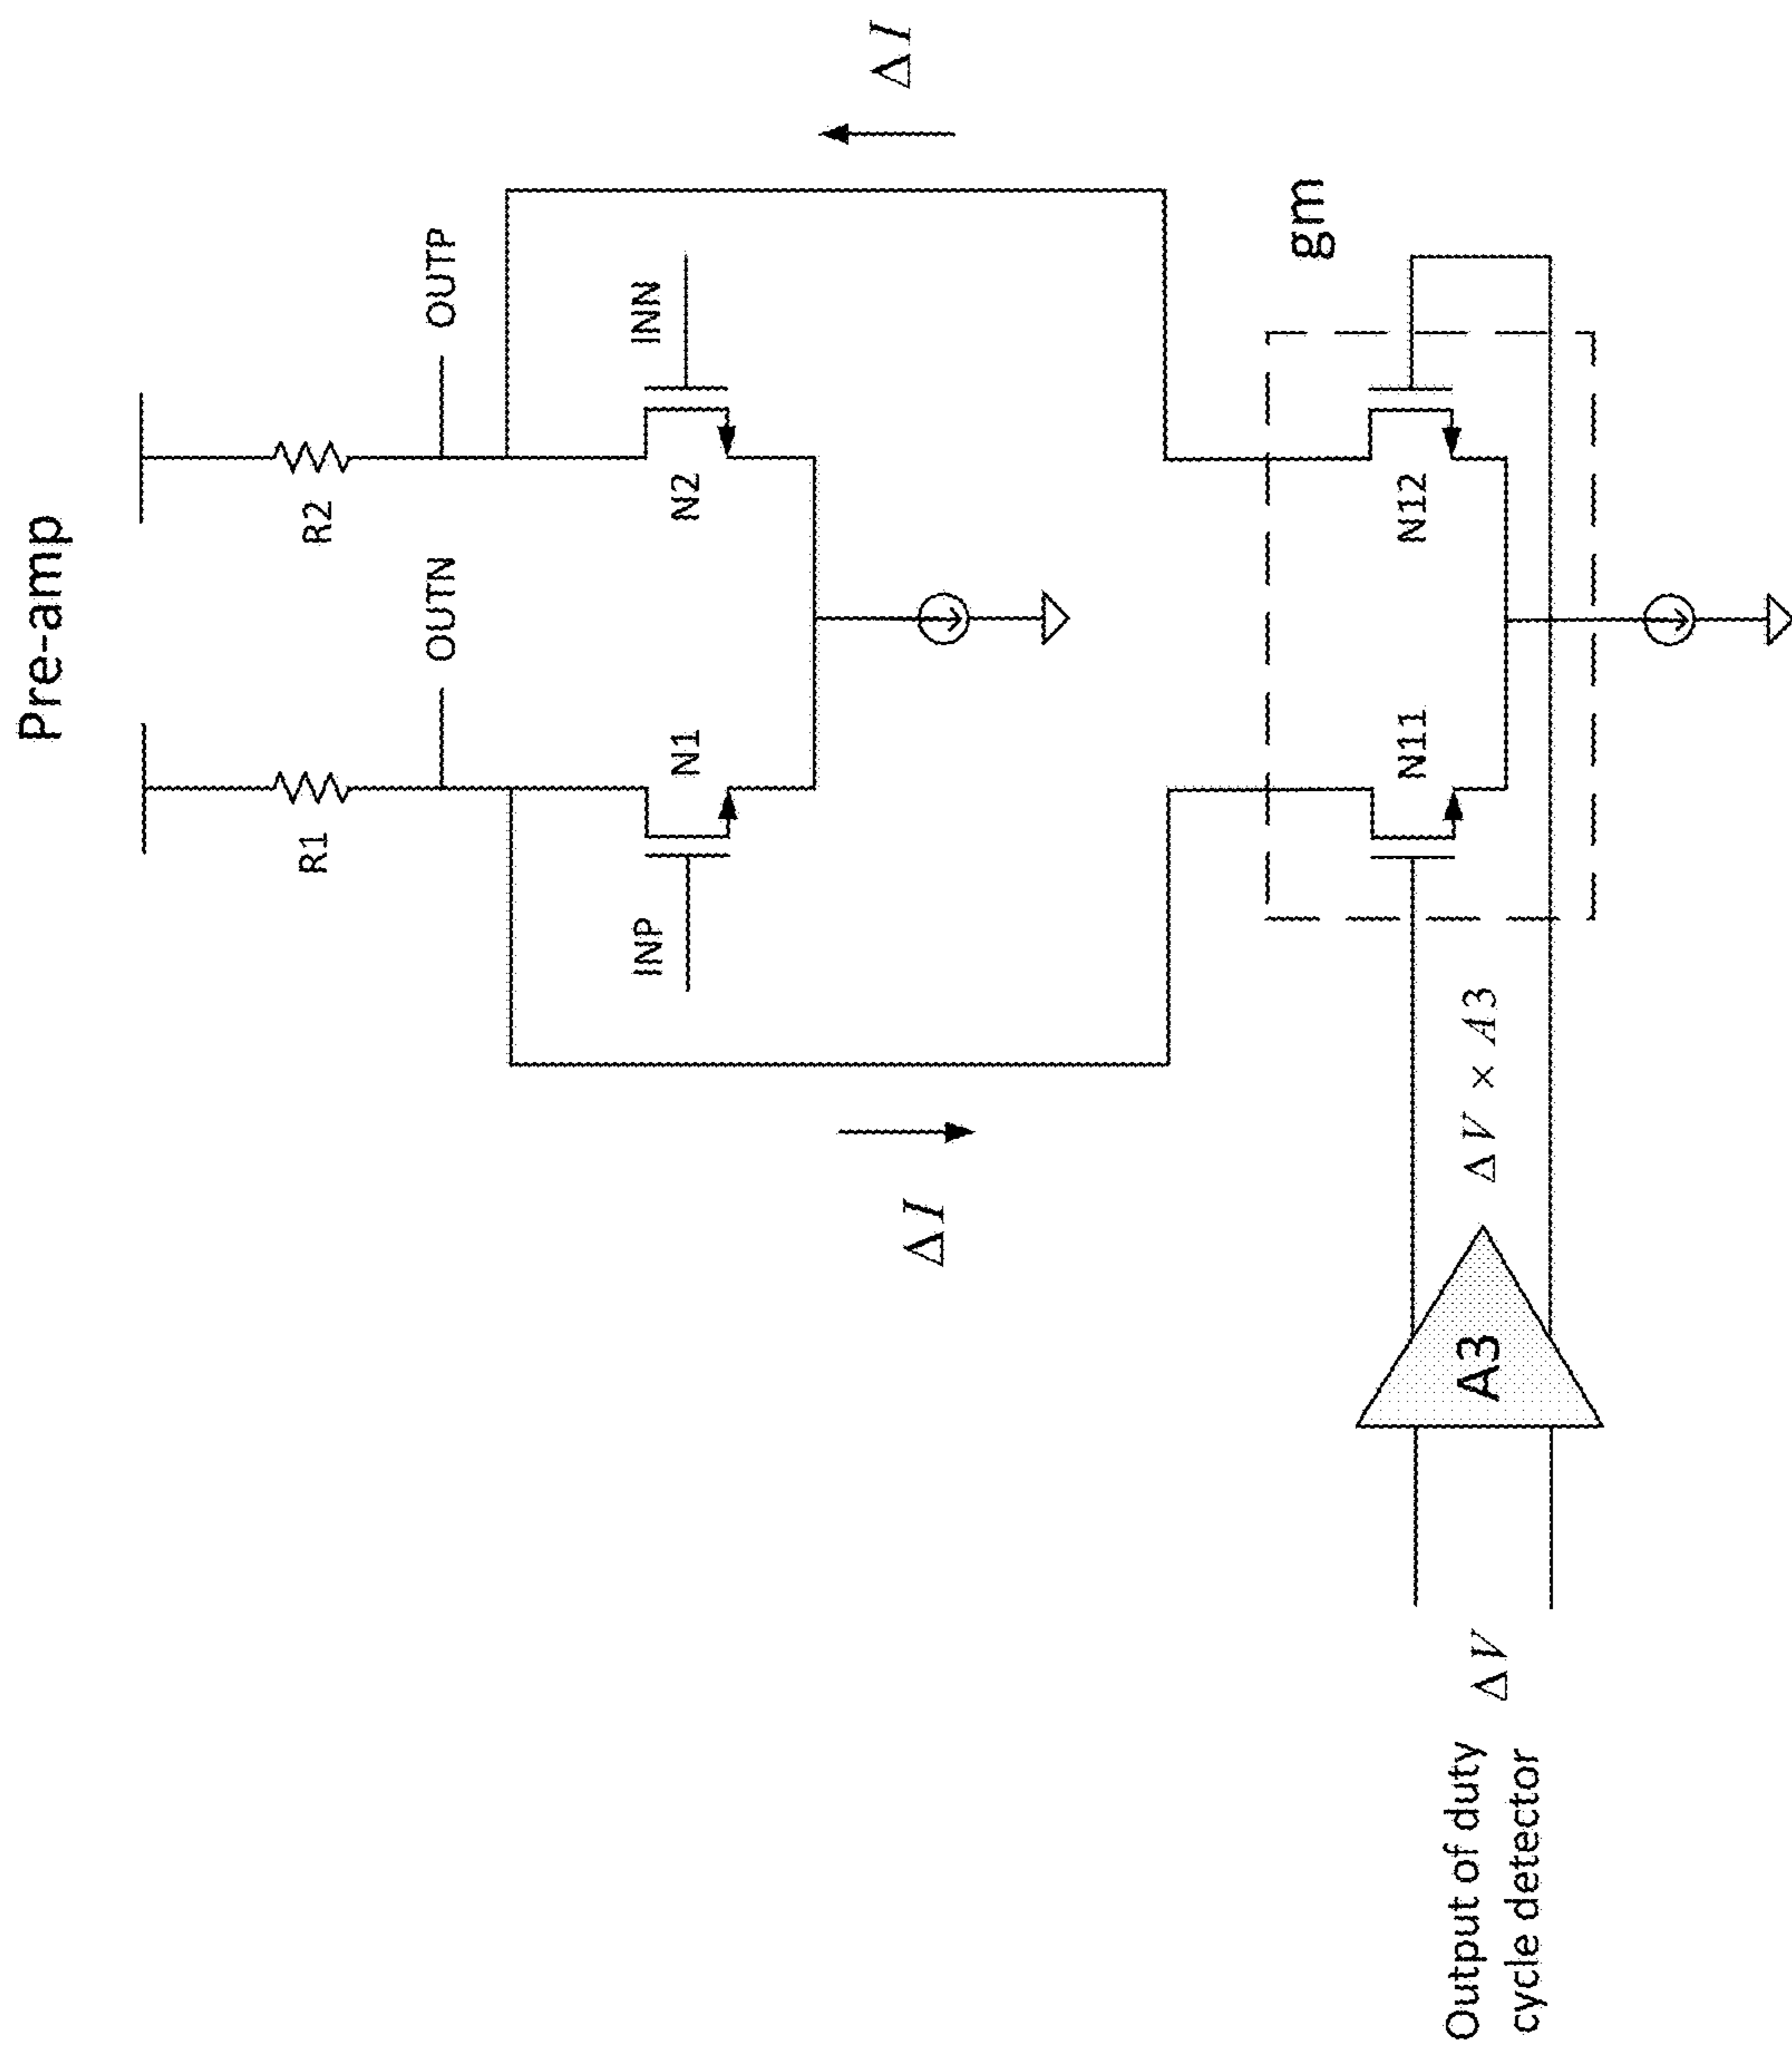 Pre-amp
R1
R2
OUTN
OUTP
INP
N1
N2
INN
ΔI
ΔI
gm
N11
N12
Output of duty
cycle detector
ΔV
A3
ΔV × A3